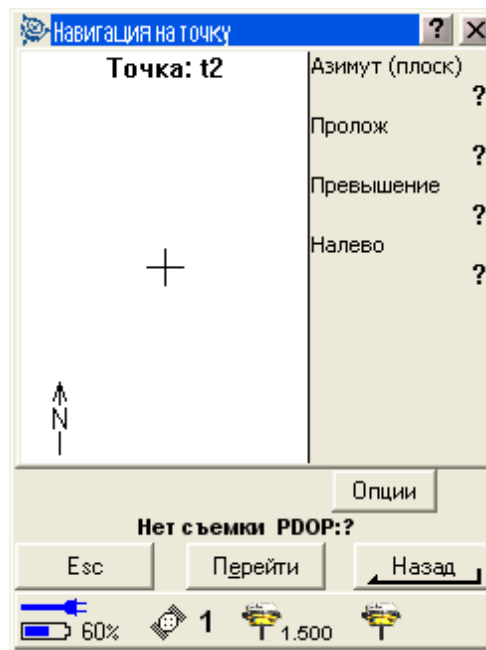 Навигация на точку ? ×
Точка: t2
Азимут (плоск)
?
Пролож
?
Превышение
?
Налево
?
N
Опции
Нет съемки PDOP:?
Esc Перейти Назад
60% 1 1.500